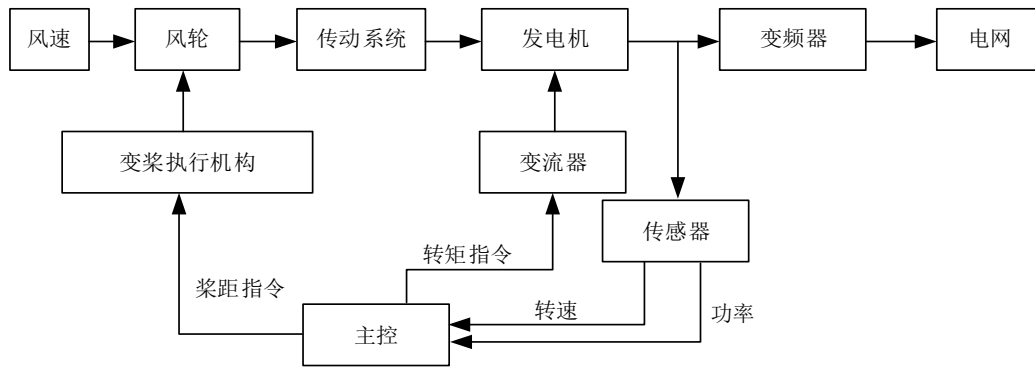 风速
风轮
传动系统
发电机
变频器
电网
变桨执行机构
变流器
传感器
转矩指令
桨距指令
转速
功率
主控